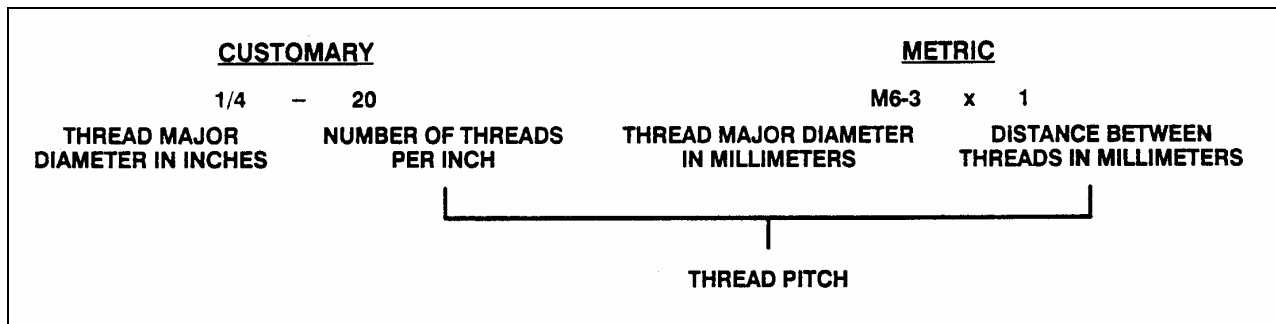 CUSTOMARY
1/4 – 20
THREAD MAJOR
DIAMETER IN INCHES
NUMBER OF THREADS
PER INCH
METRIC
M6-3 x 1
THREAD MAJOR DIAMETER
IN MILLIMETERS
DISTANCE BETWEEN
THREADS IN MILLIMETERS
THREAD PITCH